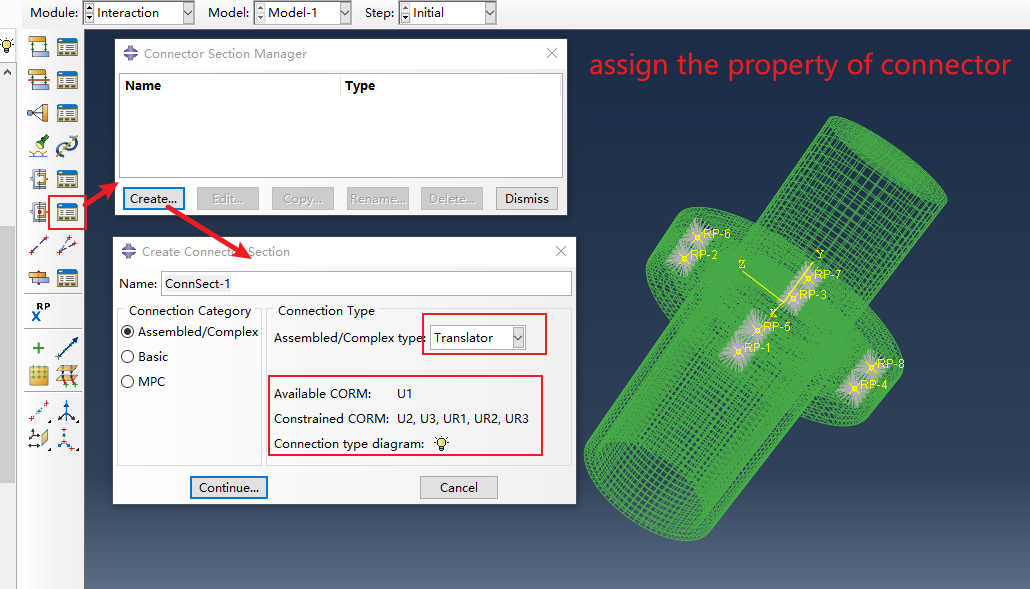 Module: Interaction Model: Model-1 Step: Initial
Connector Section Manager
assign the property of connector
Name Type
Create... Edit... Copy... Rename... Delete... Dismiss
Create Connector Section
Name: ConnSect-1
Connection Category
Assembled/Complex
Basic
MPC
Connection Type
Assembled/Complex type: Translator
Available CORM: U1
Constrained CORM: U2, U3, UR1, UR2, UR3
Connection type diagram:
Continue... Cancel
RP
RP-6
RP-2
Z
Y
RP-7
RP-3
X
RP-5
RP-1
RP-8
RP-4